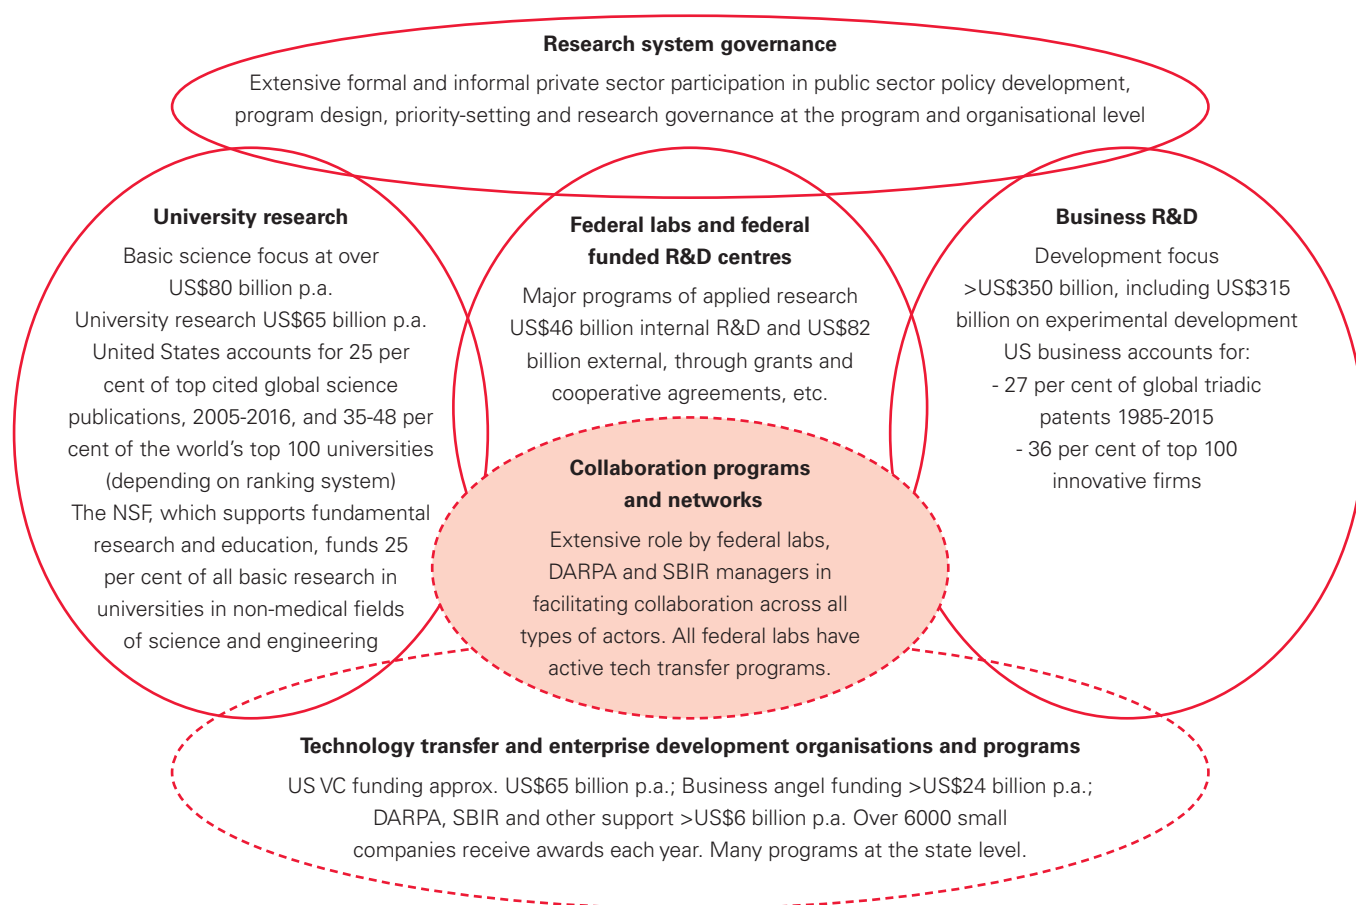 Research system governance
Extensive formal and informal private sector participation in public sector policy development,
program design, priority-setting and research governance at the program and organisational level
University research
Basic science focus at over
US$80 billion p.a.
University research US$65 billion p.a.
United States accounts for 25 per
cent of top cited global science
publications, 2005-2016, and 35-48 per
cent of the world's top 100 universities
(depending on ranking system)
The NSF, which supports fundamental
research and education, funds 25
per cent of all basic research in
universities in non-medical fields
of science and engineering
Federal labs and federal
funded R&D centres
Major programs of applied research
US$46 billion internal R&D and US$82
billion external, through grants and
cooperative agreements, etc.
Business R&D
Development focus
>US$350 billion, including US$315
billion on experimental development
US business accounts for:
- 27 per cent of global triadic
patents 1985-2015
- 36 per cent of top 100
innovative firms
Collaboration programs
and networks
Extensive role by federal labs,
DARPA and SBIR managers in
facilitating collaboration across all
types of actors. All federal labs have
active tech transfer programs.
Technology transfer and enterprise development organisations and programs
US VC funding approx. US$65 billion p.a.; Business angel funding >US$24 billion p.a.;
DARPA, SBIR and other support >US$6 billion p.a. Over 6000 small
companies receive awards each year. Many programs at the state level.